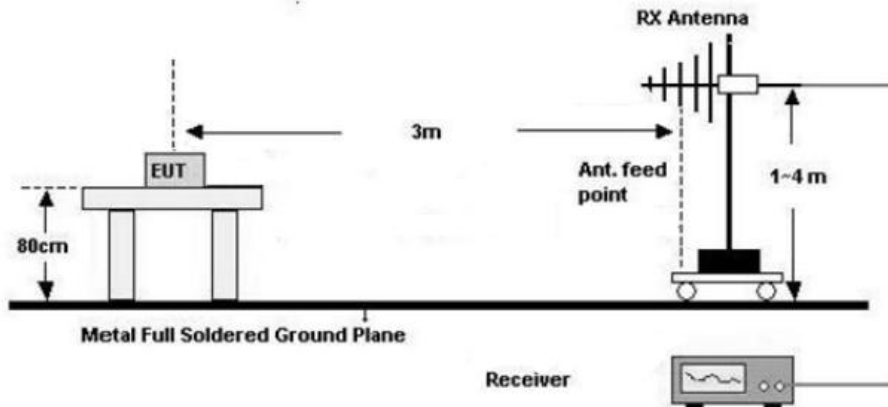 RX Antenna
3m
EUT
Ant. feed
point
1~4 m
80cm
Metal Full Soldered Ground Plane
Receiver